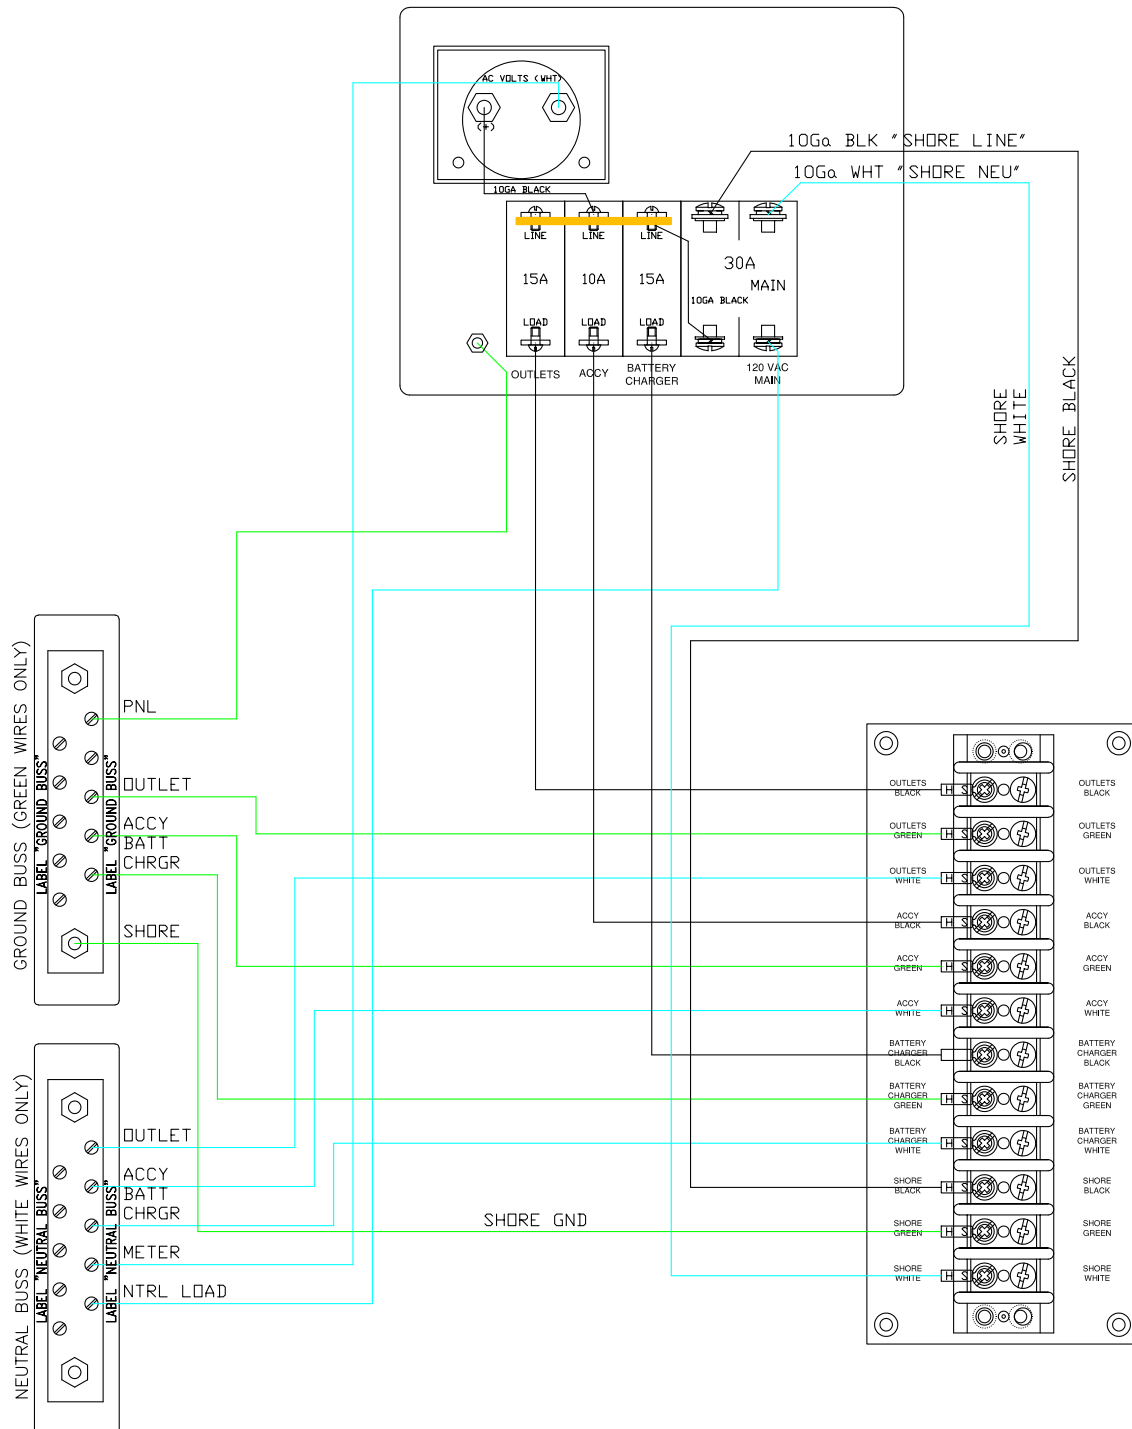 AC VOLTS (WHT)
(+)
10GA BLACK
10Ga BLK "SHORE LINE"
10Ga WHT "SHORE NEU"
LINE
LINE
LINE
15A
10A
15A
30A
MAIN
10GA BLACK
LOAD
LOAD
LOAD
OUTLETS
ACCY
BATTERY
CHARGER
120 VAC
MAIN
SHORE
WHITE
SHORE BLACK
GROUND BUSS (GREEN WIRES ONLY)
LABEL "GROUND BUSS"
LABEL "GROUND BUSS"
PNL
OUTLET
ACCY
BATT
CHRGR
SHORE
NEUTRAL BUSS (WHITE WIRES ONLY)
LABEL "NEUTRAL BUSS"
LABEL "NEUTRAL BUSS"
OUTLET
ACCY
BATT
CHRGR
METER
NTRL LOAD
SHORE GND
OUTLETS
BLACK
H S
OUTLETS
BLACK
OUTLETS
GREEN
H S
OUTLETS
GREEN
OUTLETS
WHITE
H S
OUTLETS
WHITE
ACCY
BLACK
H S
ACCY
BLACK
ACCY
GREEN
H S
ACCY
GREEN
ACCY
WHITE
H S
ACCY
WHITE
BATTERY
CHARGER
BLACK
BATTERY
CHARGER
BLACK
BATTERY
CHARGER
GREEN
H S
BATTERY
CHARGER
GREEN
BATTERY
CHARGER
WHITE
H S
BATTERY
CHARGER
WHITE
SHORE
BLACK
H S
SHORE
BLACK
SHORE
GREEN
H S
SHORE
GREEN
SHORE
WHITE
H S
SHORE
WHITE